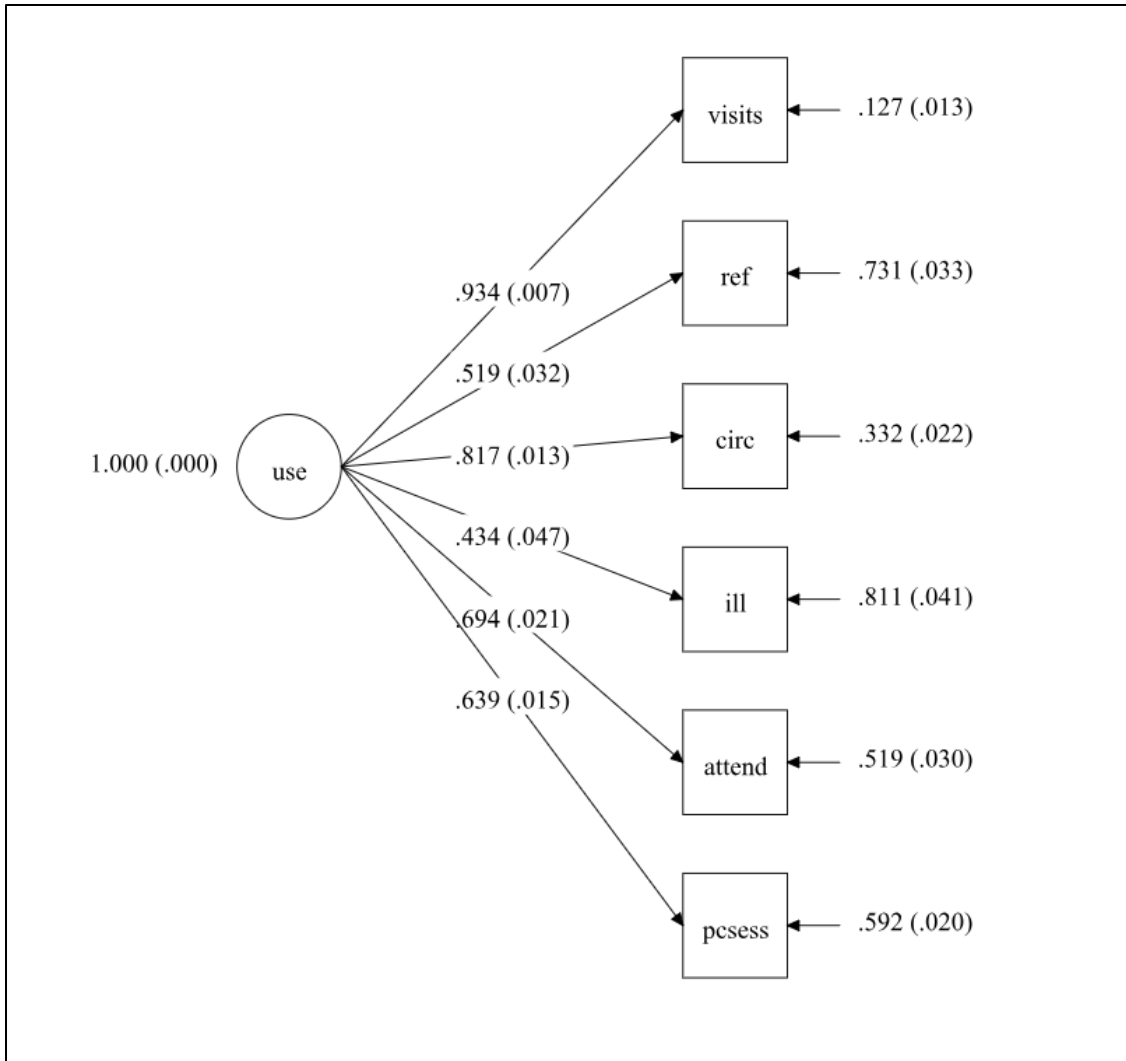 visits
.127 (.013)
ref
.731 (.033)
.934 (.007)
.519 (.032)
circ
.332 (.022)
1.000 (.000)
use
.817 (.013)
.434 (.047)
ill
.811 (.041)
.694 (.021)
.639 (.015)
attend
.519 (.030)
pcsess
.592 (.020)